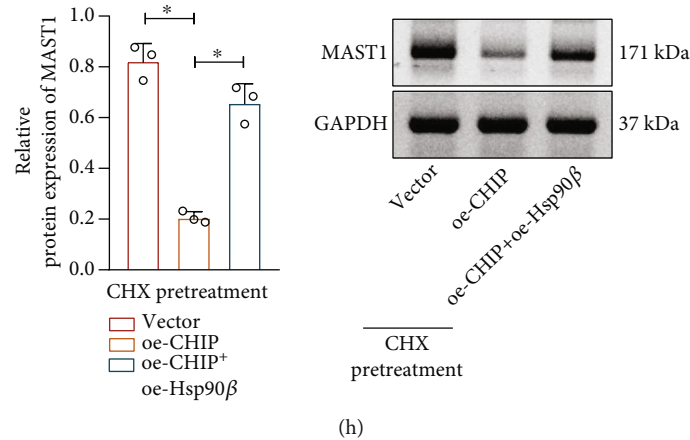 Relative
protein expression of MAST1
1.0
0.8
0.6
0.4
0.2
0.0
*
*
CHX pretreatment
Vector
oe-CHIP
oe-CHIP+
oe-Hsp90β
MAST1
171 kDa
GAPDH
37 kDa
Vector
oe-CHIP
oe-CHIP+oe-Hsp90β
CHX
pretreatment
(h)